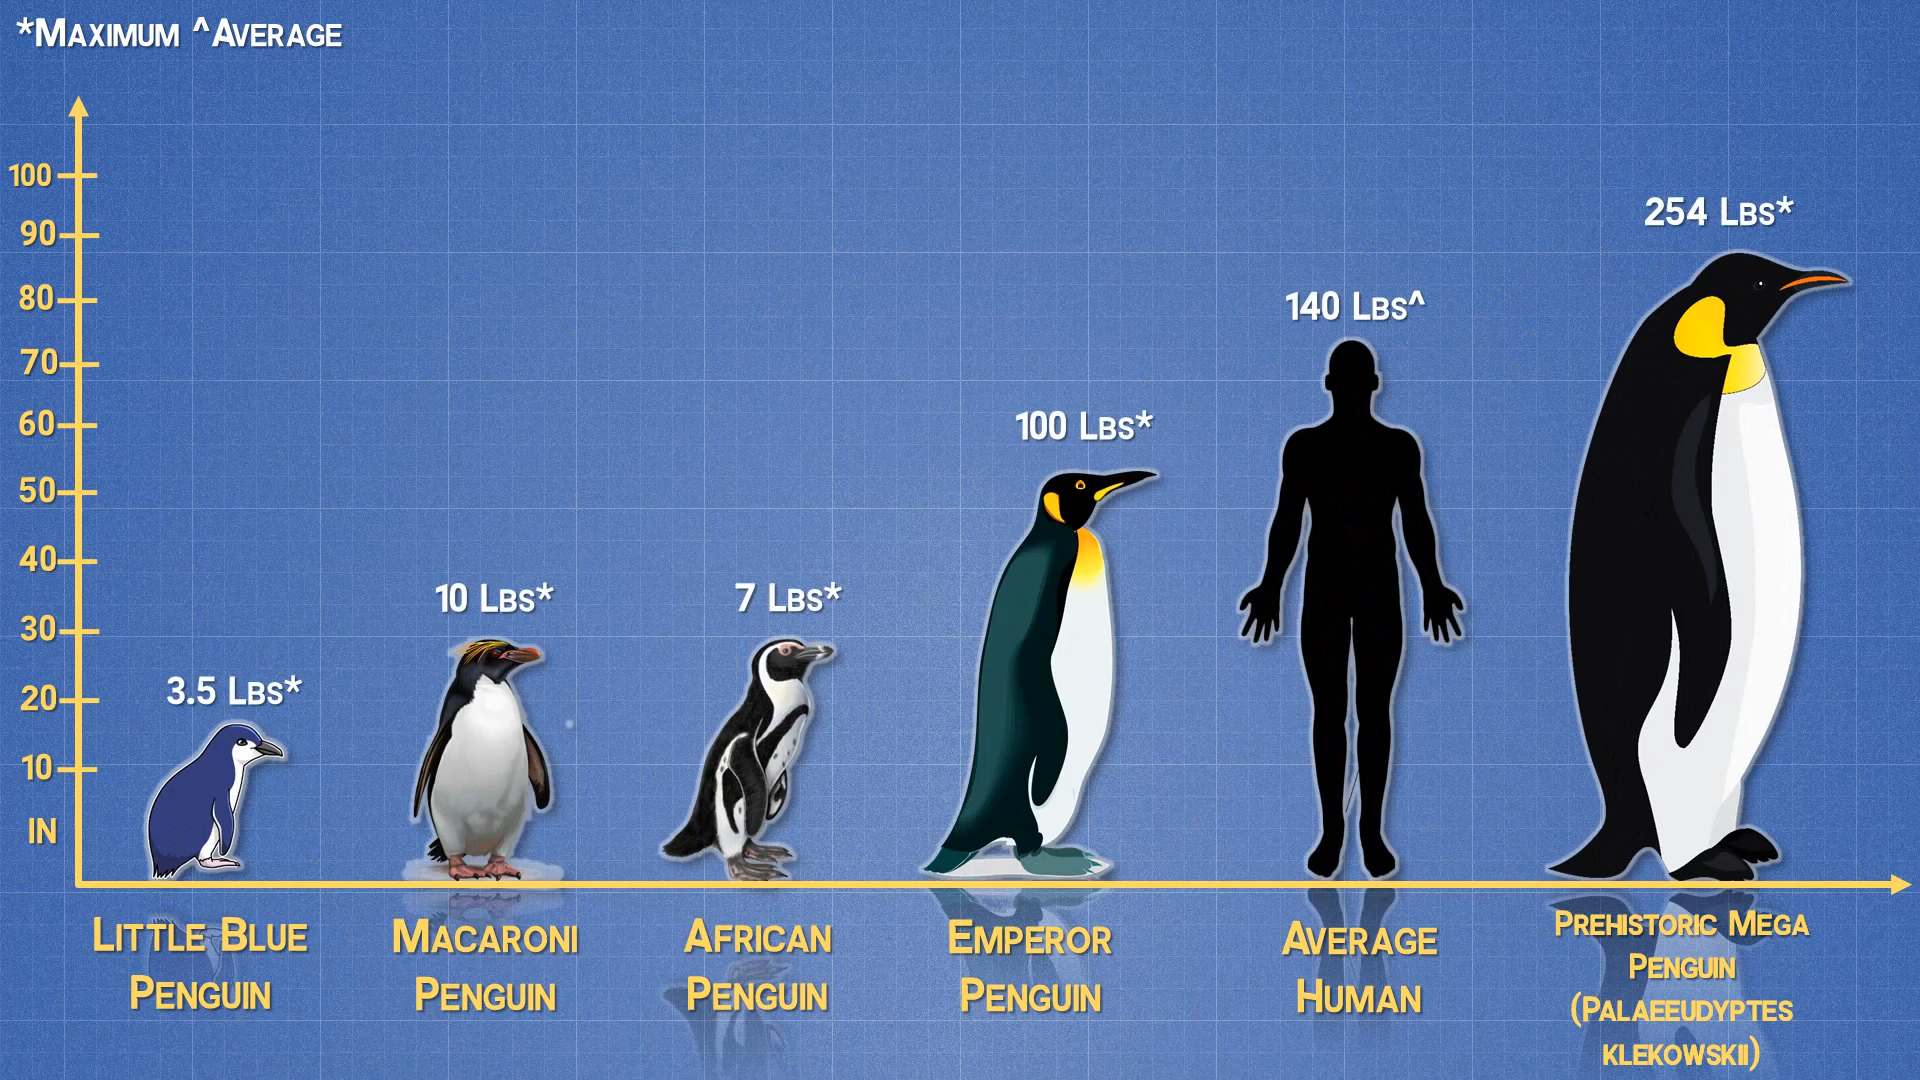 *Maximum ^Average
100
90
80
70
60
50
40
30
20
10
IN
3.5 Lbs*
10 Lbs*
7 Lbs*
100 Lbs*
140 Lbs^
254 Lbs*
Little Blue
Penguin
Macaroni
Penguin
African
Penguin
Emperor
Penguin
Average
Human
Prehistoric Mega
Penguin
(Palaeeudyptes
klekowskii)